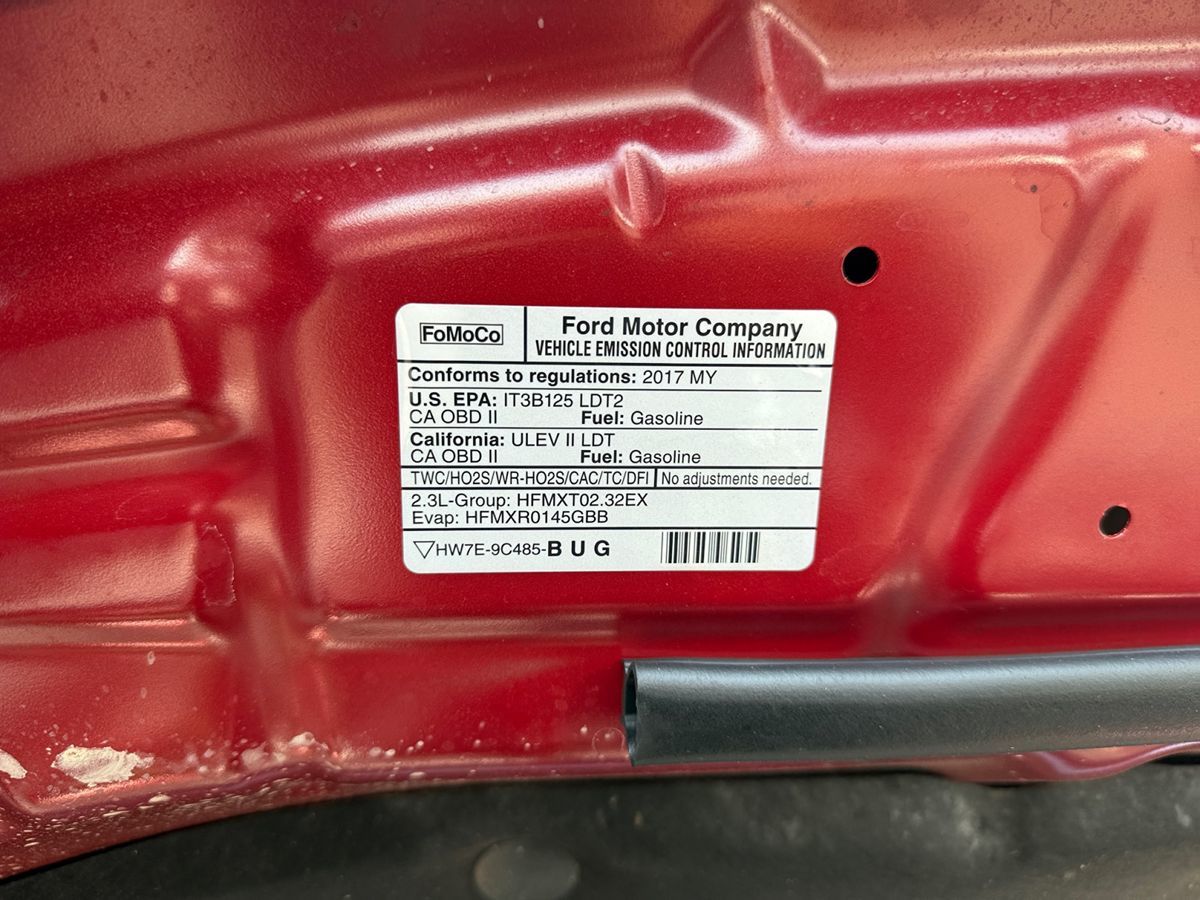 FoMoCo
Ford Motor Company
VEHICLE EMISSION CONTROL INFORMATION
Conforms to regulations: 2017 MY
U.S. EPA: IT3B125 LDT2
CA OBD II Fuel: Gasoline
California: ULEV II LDT
CA OBD II Fuel: Gasoline
TWC/HO2S/WR-HO2S/CAC/TC/DFI No adjustments needed.
2.3L-Group: HFMXT02.32EX
Evap: HFMXR0145GBB
HW7E-9C485-B U G